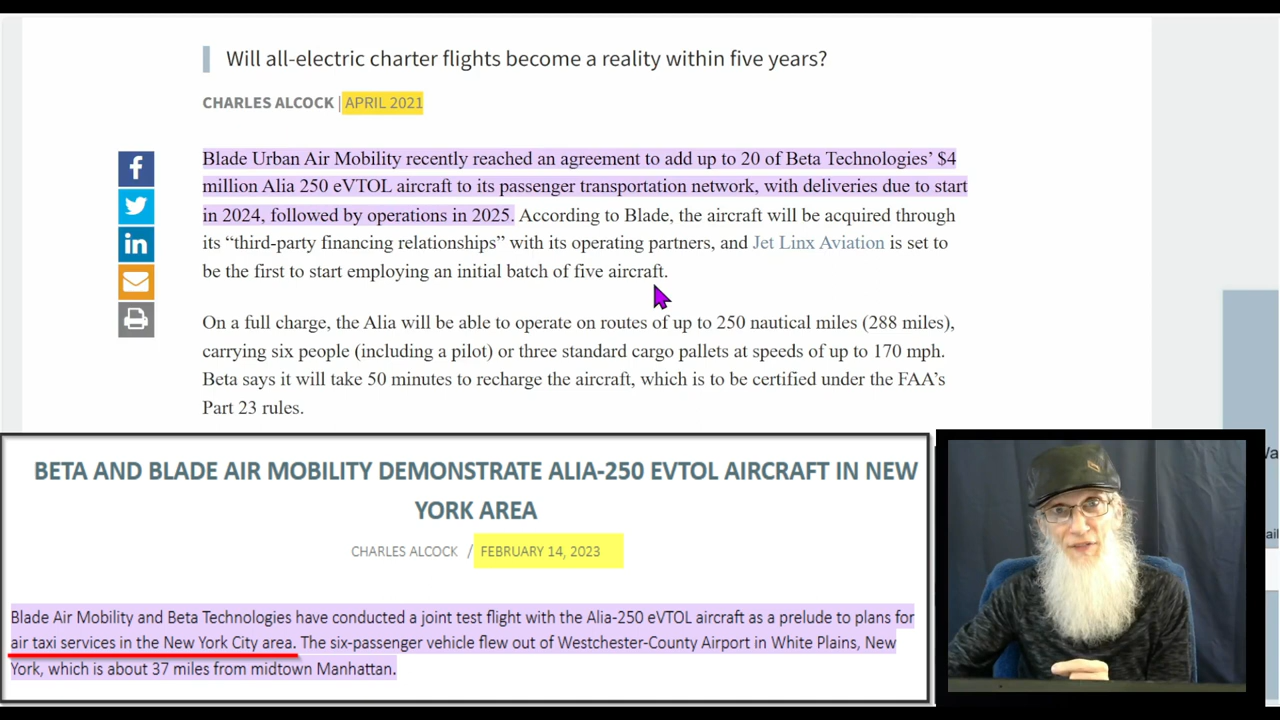 Will all-electric charter flights become a reality within five years?
CHARLES ALCOCK | APRIL 2021
Blade Urban Air Mobility recently reached an agreement to add up to 20 of Beta Technologies’ $4
million Alia 250 eVTOL aircraft to its passenger transportation network, with deliveries due to start
in 2024, followed by operations in 2025. According to Blade, the aircraft will be acquired through
its “third-party financing relationships” with its operating partners, and Jet Linx Aviation is set to
be the first to start employing an initial batch of five aircraft.
On a full charge, the Alia will be able to operate on routes of up to 250 nautical miles (288 miles),
carrying six people (including a pilot) or three standard cargo pallets at speeds of up to 170 mph.
Beta says it will take 50 minutes to recharge the aircraft, which is to be certified under the FAA’s
Part 23 rules.
BETA AND BLADE AIR MOBILITY DEMONSTRATE ALIA-250 EVTOL AIRCRAFT IN NEW
YORK AREA
CHARLES ALCOCK / FEBRUARY 14, 2023
Blade Air Mobility and Beta Technologies have conducted a joint test flight with the Alia-250 eVTOL aircraft as a prelude to plans for
air taxi services in the New York City area. The six-passenger vehicle flew out of Westchester-County Airport in White Plains, New
York, which is about 37 miles from midtown Manhattan.